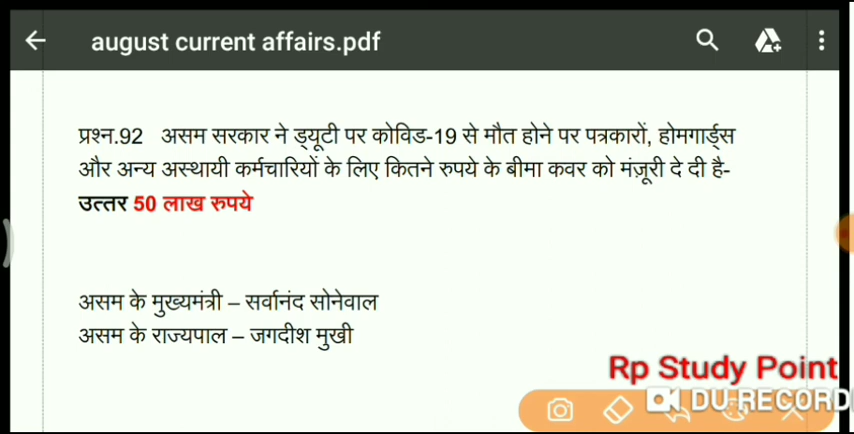 august current affairs.pdf
प्रश्न.92 असम सरकार ने ड्यूटी पर कोविड-19 से मौत होने पर पत्रकारों, होमगार्ड्स
और अन्य अस्थायी कर्मचारियों के लिए कितने रुपये के बीमा कवर को मंज़ूरी दे दी है-
उत्तर 50 लाख रुपये
असम के मुख्यमंत्री – सर्वानंद सोनेवाल
असम के राज्यपाल – जगदीश मुखी
Rp Study Point
DU RECORD